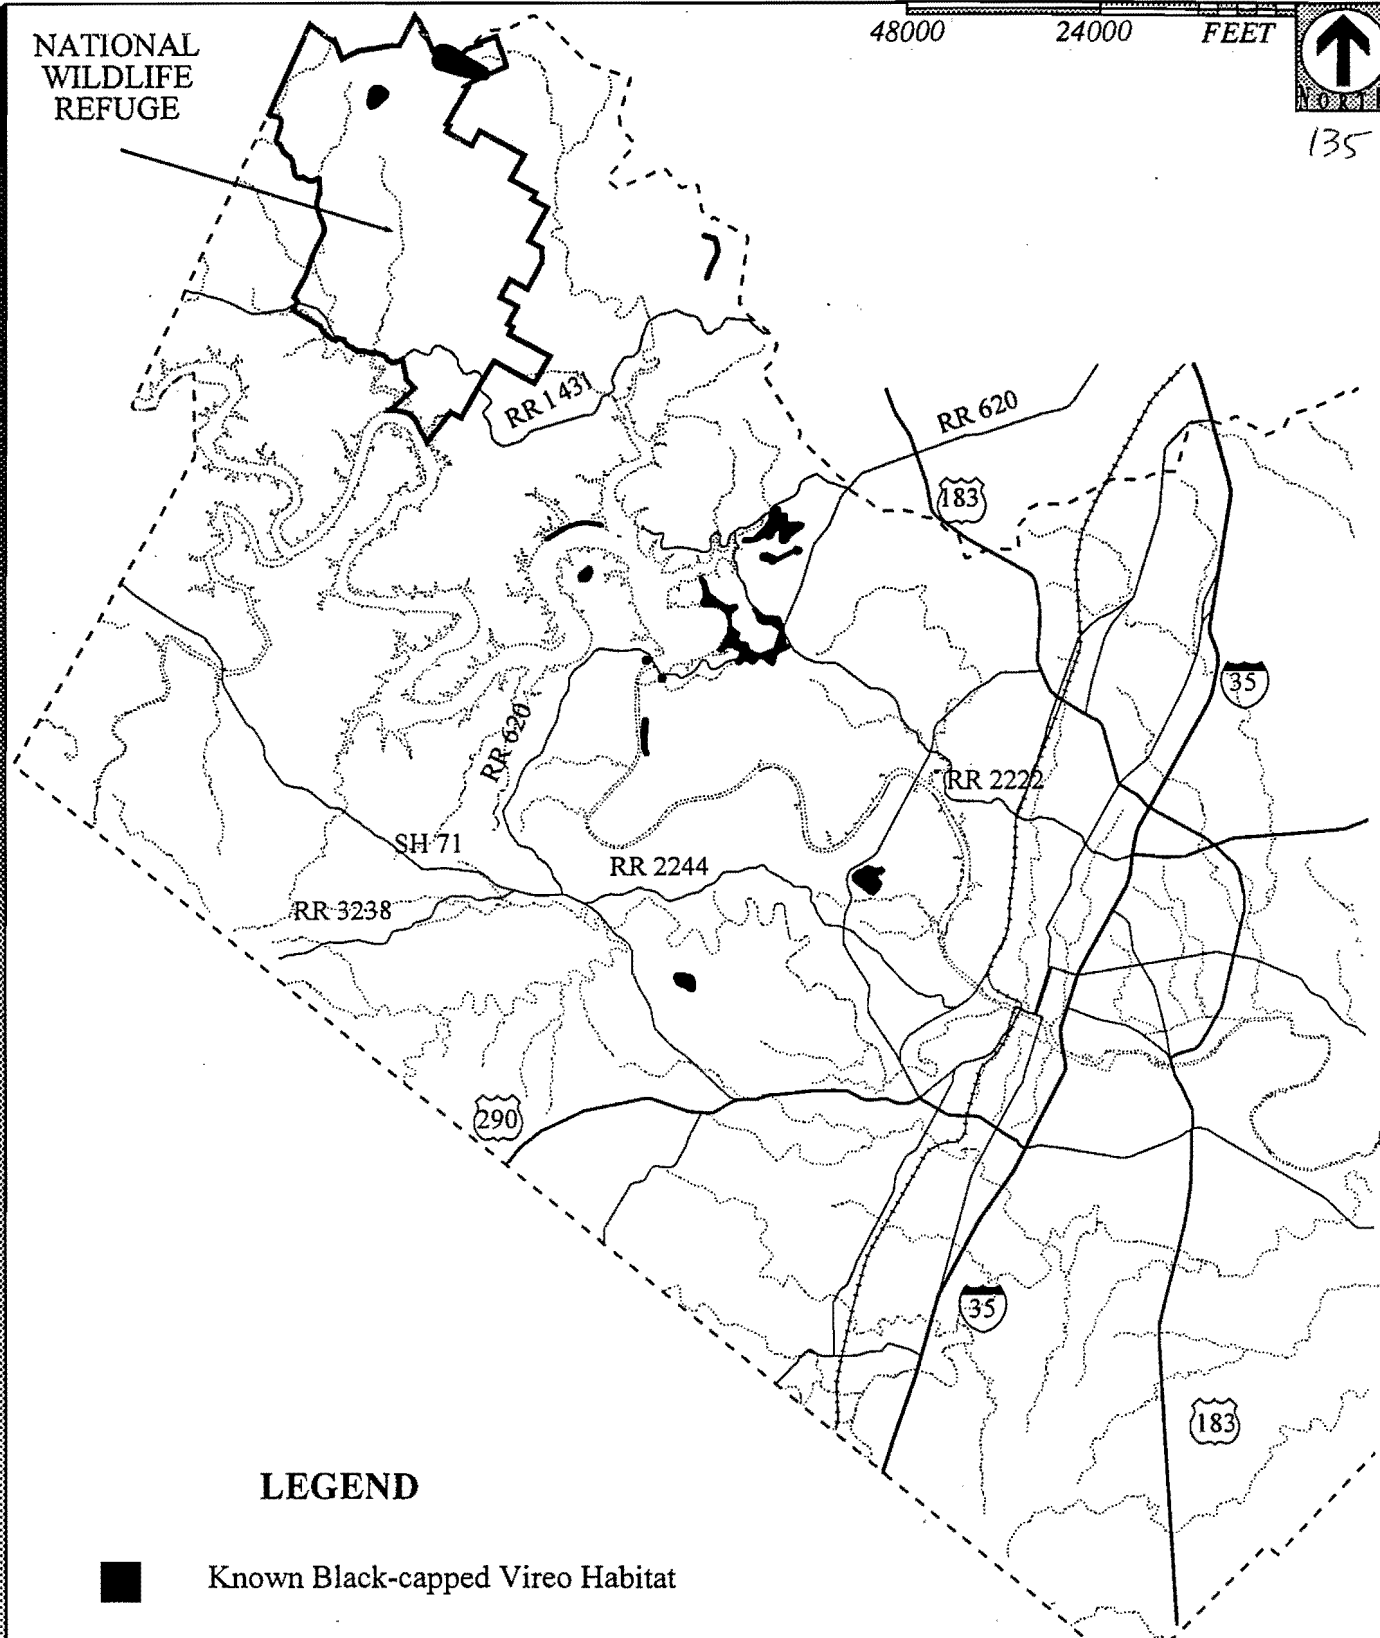 48000 24000 FEET
NORTH
135
NATIONAL
WILDLIFE
REFUGE
RR 1431
RR 620
183
35
RR 620
RR 2222
SH 71
RR 2244
RR 3238
290
35
183
LEGEND
Known Black-capped Vireo Habitat